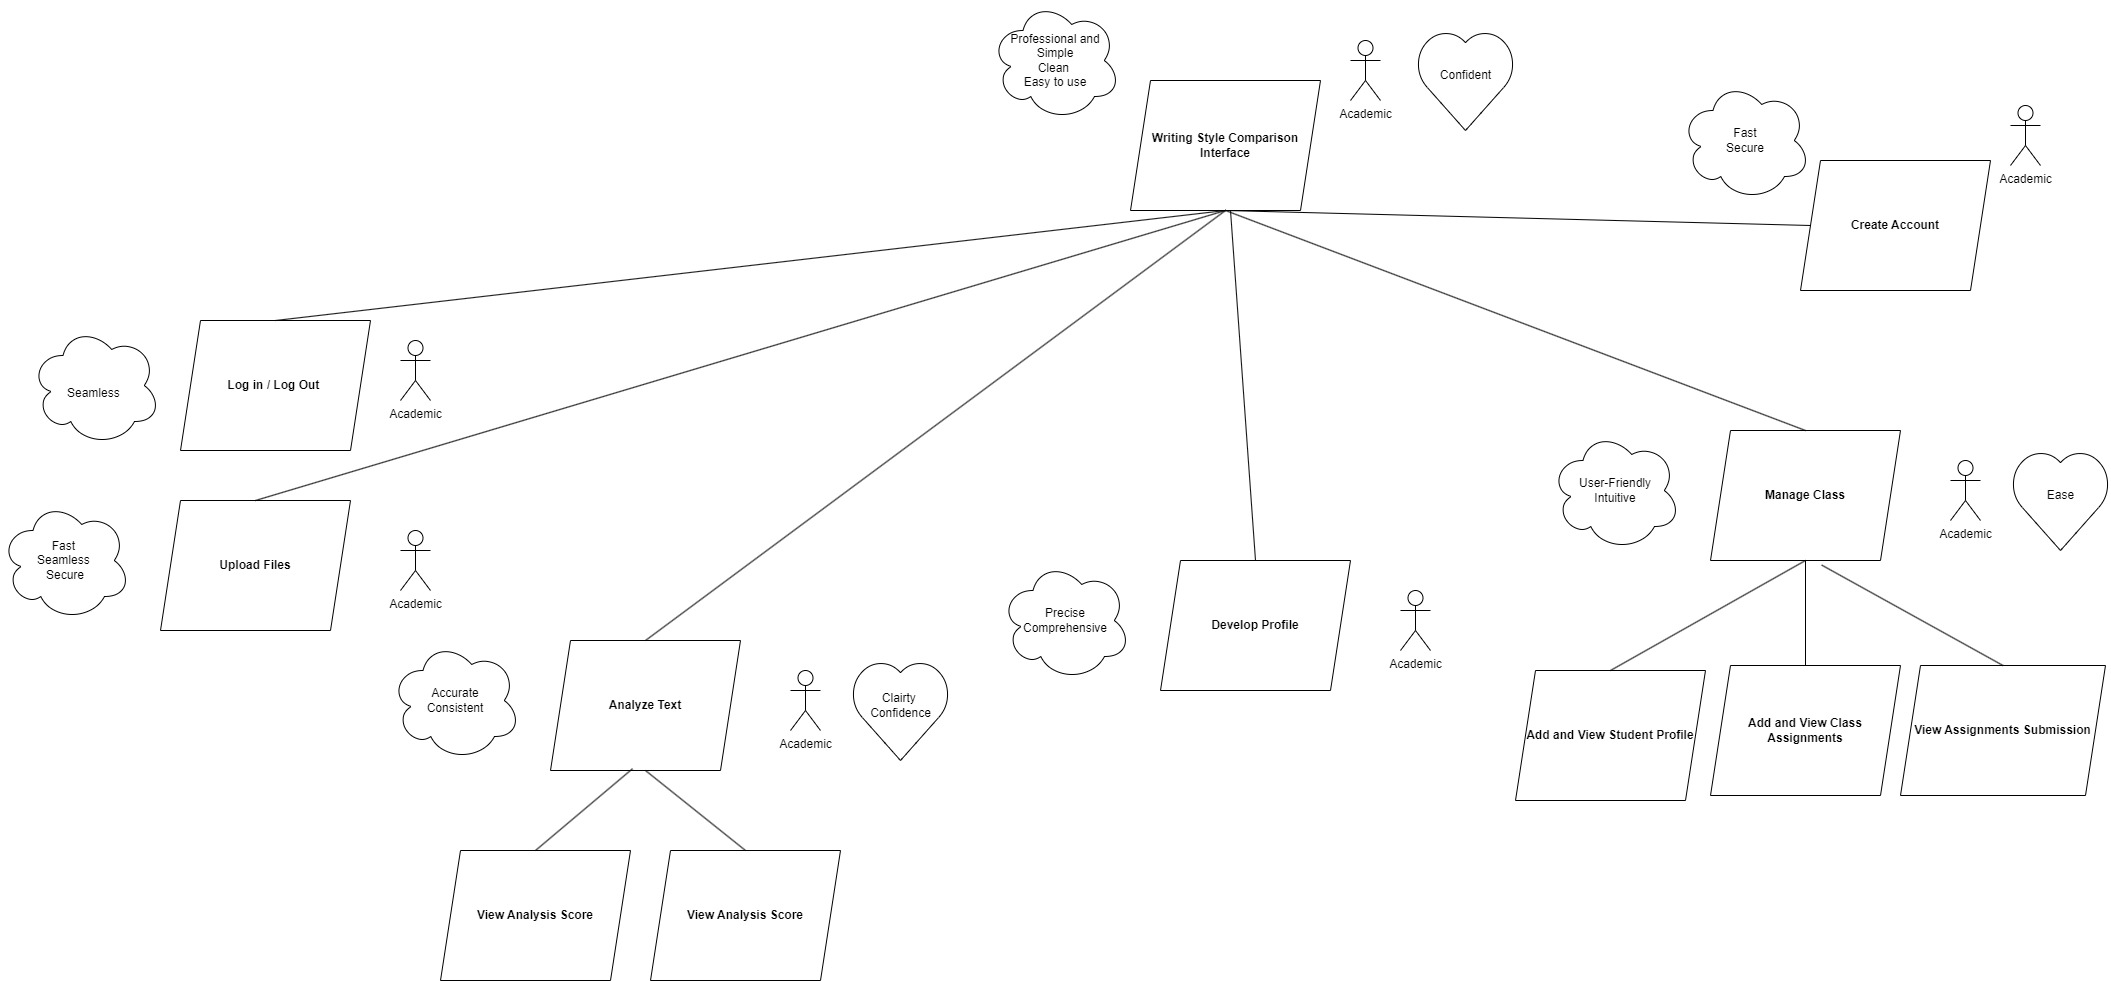 Professional and
Simple
Clean
Easy to use
Academic
Confident
Writing Style Comparison
Interface
Fast
Secure
Academic
Create Account
Seamless
Log in / Log Out
Academic
Fast
Seamless
Secure
Upload Files
Academic
User-Friendly
Intuitive
Manage Class
Academic
Ease
Precise
Comprehensive
Develop Profile
Academic
Accurate
Consistent
Analyze Text
Academic
Clairty
Confidence
Add and View Student Profile
Add and View Class
Assignments
View Assignments Submission
View Analysis Score
View Analysis Score